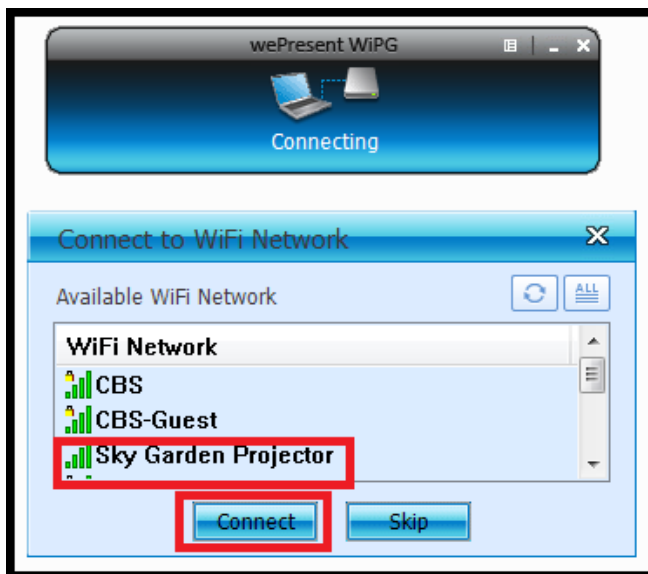 wePresent WiPG
Connecting
Connect to WiFi Network
Available WiFi Network
ALL
WiFi Network
CBS
CBS-Guest
Sky Garden Projector
Connect Skip